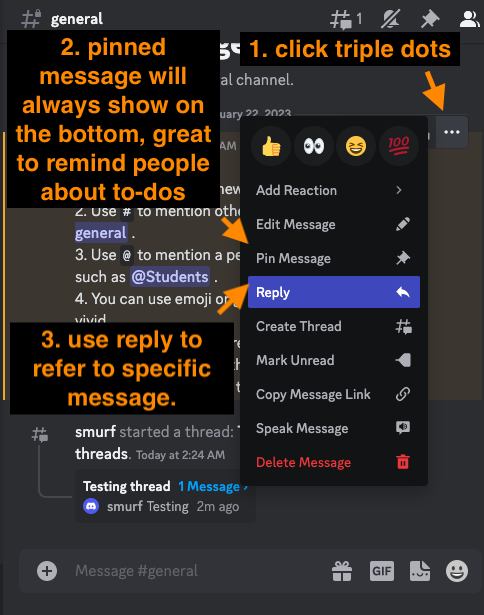 general
1
1. click triple dots
2. pinned
message will
always show on
the bottom, great
to remind people
about to-dos
al channel.
uary 22, 2023
AM
new
2. Use # to mention othe
general .
3. Use @ to mention a pe
such as @Students .
4. You can use emoji or
vivid
3. use reply to
refer to specific
message.
Add Reaction
Edit Message
Pin Message
Reply
Create Thread
Mark Unread
Copy Message Link
Speak Message
Delete Message
smurf started a thread:
threads. Today at 2:24 AM
Testing thread 1 Message ›
smurf Testing 2m ago
Message #general
GIF